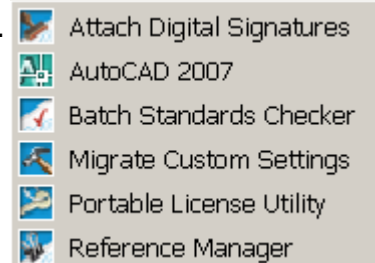 Attach Digital Signatures
AutoCAD 2007
Batch Standards Checker
Migrate Custom Settings
Portable License Utility
Reference Manager